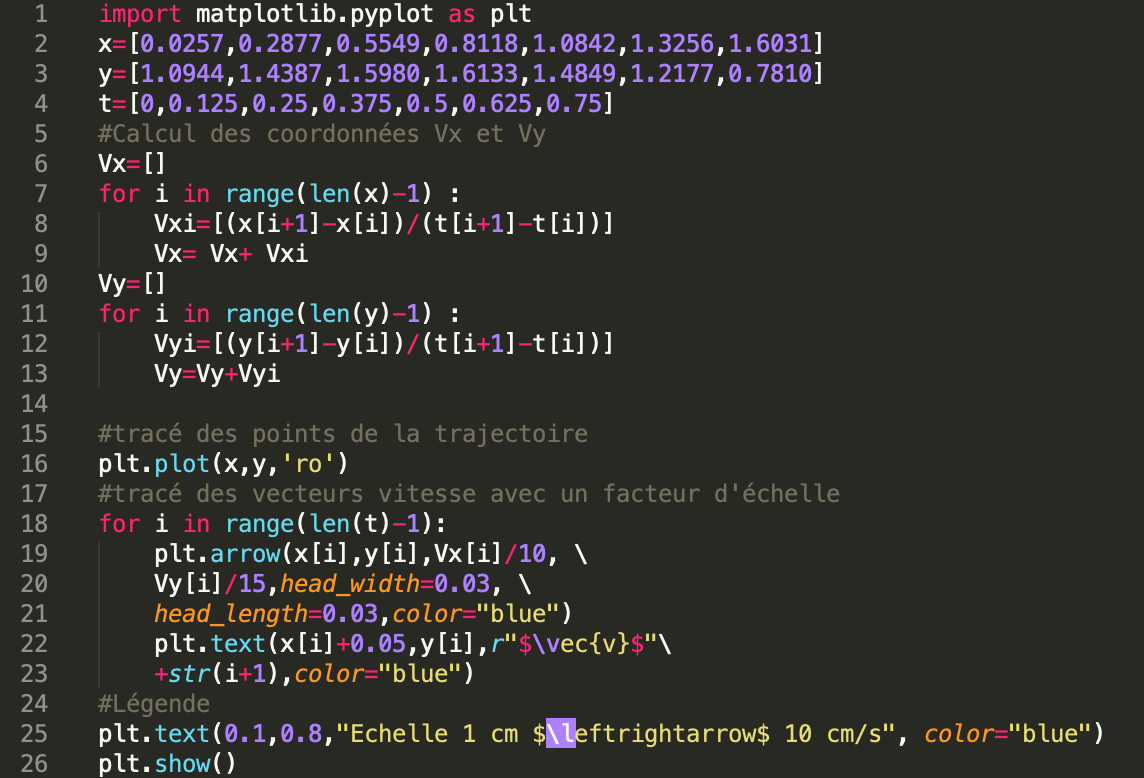 1 import matplotlib.pyplot as plt
2 x=[0.0257,0.2877,0.5549,0.8118,1.0842,1.3256,1.6031]
3 y=[1.0944,1.4387,1.5980,1.6133,1.4849,1.2177,0.7810]
4 t=[0,0.125,0.25,0.375,0.5,0.625,0.75]
5 #Calcul des coordonnées Vx et Vy
6 Vx=[]
7 for i in range(len(x)-1) :
8     Vxi=[(x[i+1]-x[i])/(t[i+1]-t[i])]
9     Vx= Vx+ Vxi
10 Vy=[]
11 for i in range(len(y)-1) :
12     Vyi=[(y[i+1]-y[i])/(t[i+1]-t[i])]
13     Vy=Vy+Vyi
14
15 #tracé des points de la trajectoire
16 plt.plot(x,y,'ro')
17 #tracé des vecteurs vitesse avec un facteur d'échelle
18 for i in range(len(t)-1):
19     plt.arrow(x[i],y[i],Vx[i]/10, \
20     Vy[i]/15,head_width=0.03, \
21     head_length=0.03,color="blue")
22     plt.text(x[i]+0.05,y[i],r"$\vec{v}$"\
23     +str(i+1),color="blue")
24 #Légende
25 plt.text(0.1,0.8,"Echelle 1 cm $\leftrightarrow$ 10 cm/s", color="blue")
26 plt.show()